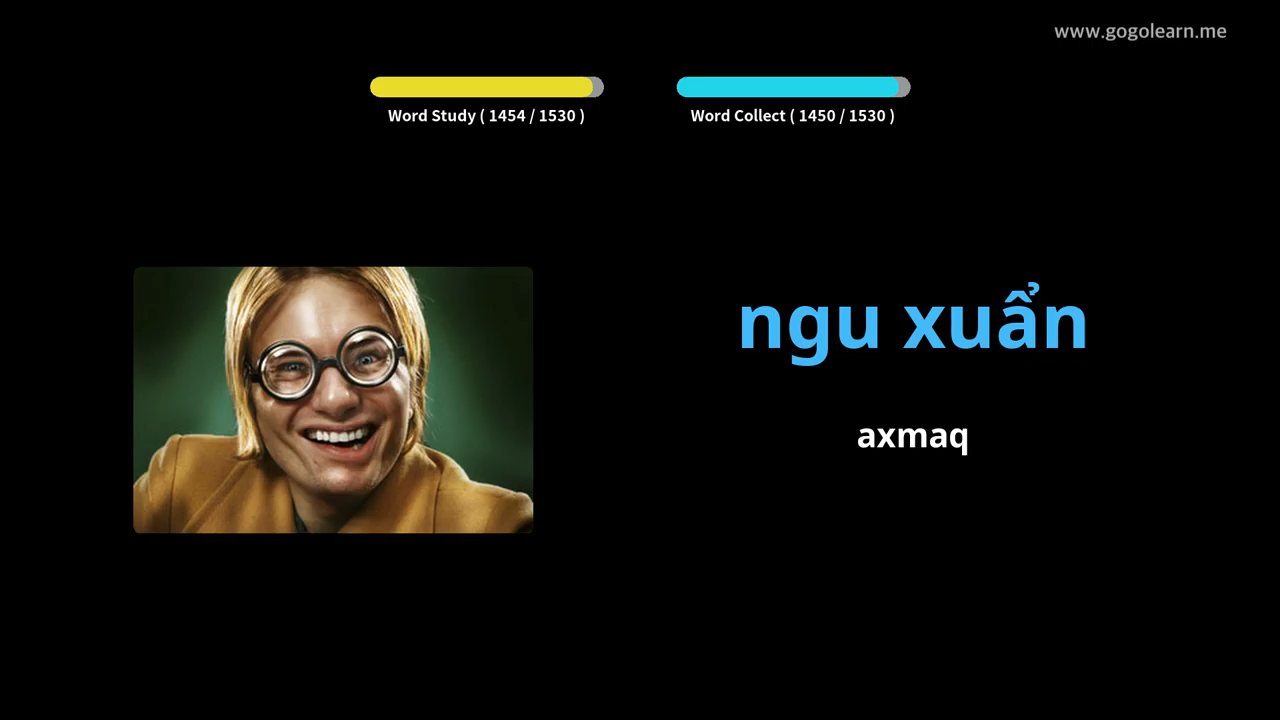 www.gogolearn.me
Word Study ( 1454 / 1530 )
Word Collect ( 1450 / 1530 )
ngu xuẩn
axmaq